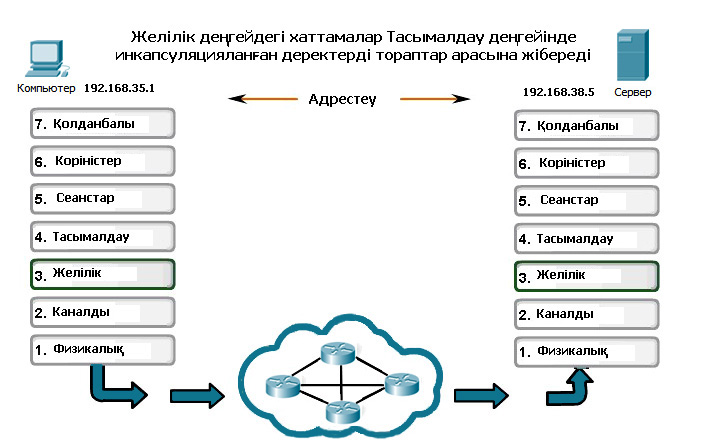 Желілік деңгейдегі хаттамалар Тасымалдау деңгейінде
инкапсуляцияланған деректерді тораптар арасына жібереді
Компьютер 192.168.35.1
Адрестеу
192.168.38.5 Сервер
7. Қолданбалы
6. Көріністер
5. Сеанстар
4. Тасымалдау
3. Желілік
2. Каналды
1. Физикалық
7. Қолданбалы
6. Көріністер
5. Сеанстар
4. Тасымалдау
3. Желілік
2. Каналды
1. Физикалық